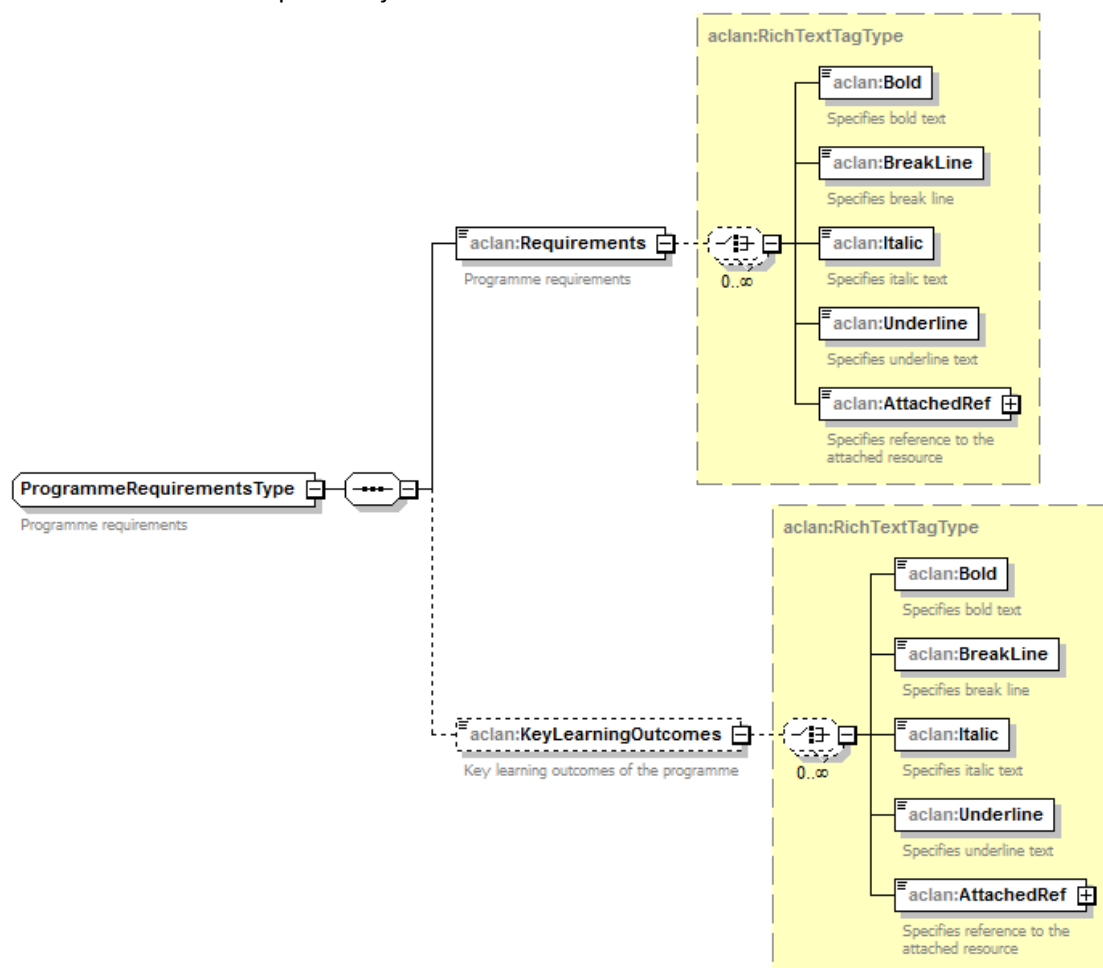 aclan:RichTextTagType
aclan:Bold
Specifies bold text
aclan:BreakLine
Specifies break line
aclan:Italic
Specifies italic text
aclan:Underline
Specifies underline text
aclan:AttachedRef
Specifies reference to the
attached resource
aclan:Requirements
Programme requirements
0..∞
ProgrammeRequirementsType
Programme requirements
aclan:RichTextTagType
aclan:Bold
Specifies bold text
aclan:BreakLine
Specifies break line
aclan:Italic
Specifies italic text
aclan:Underline
Specifies underline text
aclan:AttachedRef
Specifies reference to the
attached resource
aclan:KeyLearningOutcomes
Key learning outcomes of the programme
0..∞